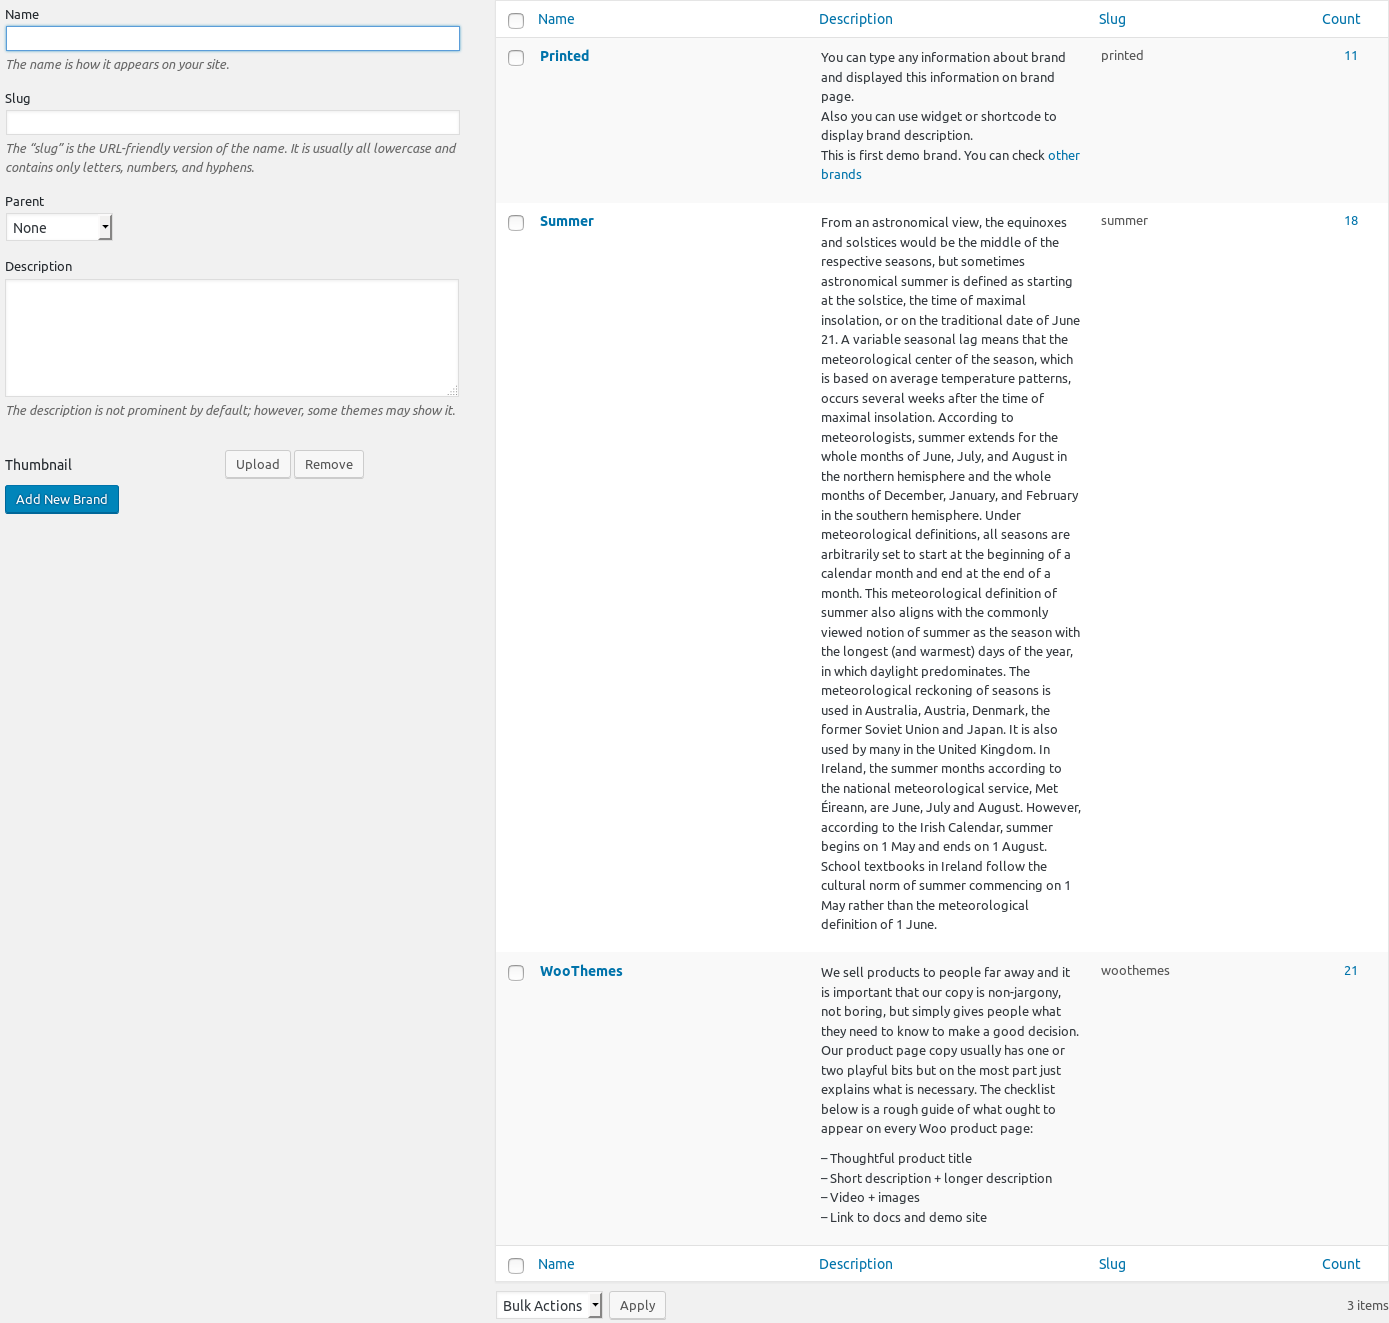 Name
The name is how it appears on your site.
Slug
The “slug” is the URL-friendly version of the name. It is usually all lowercase and
contains only letters, numbers, and hyphens.
Parent
None
Description
The description is not prominent by default; however, some themes may show it.
Thumbnail Upload Remove
Add New Brand
Name Description Slug Count
Printed
You can type any information about brand
and displayed this information on brand
page.
Also you can use widget or shortcode to
display brand description.
This is first demo brand. You can check other
brands
printed
11
Summer
From an astronomical view, the equinoxes
and solstices would be the middle of the
respective seasons, but sometimes
astronomical summer is defined as starting
at the solstice, the time of maximal
insolation, or on the traditional date of June
21. A variable seasonal lag means that the
meteorological center of the season, which
is based on average temperature patterns,
occurs several weeks after the time of
maximal insolation. According to
meteorologists, summer extends for the
whole months of June, July, and August in
the northern hemisphere and the whole
months of December, January, and February
in the southern hemisphere. Under
meteorological definitions, all seasons are
arbitrarily set to start at the beginning of a
calendar month and end at the end of a
month. This meteorological definition of
summer also aligns with the commonly
viewed notion of summer as the season with
the longest (and warmest) days of the year,
in which daylight predominates. The
meteorological reckoning of seasons is
used in Australia, Austria, Denmark, the
former Soviet Union and Japan. It is also
used by many in the United Kingdom. In
Ireland, the summer months according to
the national meteorological service, Met
Éireann, are June, July and August. However,
according to the Irish Calendar, summer
begins on 1 May and ends on 1 August.
School textbooks in Ireland follow the
cultural norm of summer commencing on 1
May rather than the meteorological
definition of 1 June.
summer
18
WooThemes
We sell products to people far away and it
is important that our copy is non-jargony,
not boring, but simply gives people what
they need to know to make a good decision.
Our product page copy usually has one or
two playful bits but on the most part just
explains what is necessary. The checklist
below is a rough guide of what ought to
appear on every Woo product page:
– Thoughtful product title
– Short description + longer description
– Video + images
– Link to docs and demo site
woothemes
21
Name Description Slug Count
Bulk Actions Apply 3 items